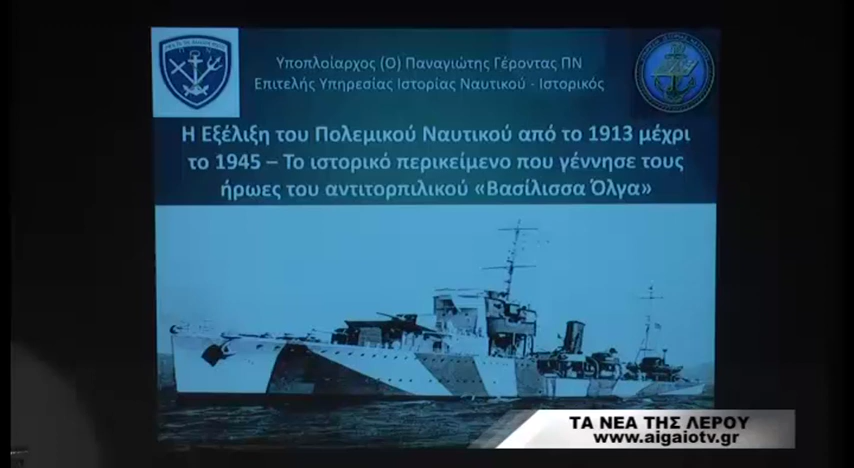 Υποπλοίαρχος (Ο) Παναγιώτης Γέροντας ΠΝ
Επιτελής Υπηρεσίας Ιστορίας Ναυτικού - Ιστορικός
Η Εξέλιξη του Πολεμικού Ναυτικού από το 1913 μέχρι
το 1945 – Το ιστορικό περικείμενο που γέννησε τους
ήρωες του αντιτορπιλικού «Βασίλισσα Όλγα»
ΤΑ ΝΕΑ ΤΗΣ ΛΕΡΟΥ
www.aigaiotv.gr